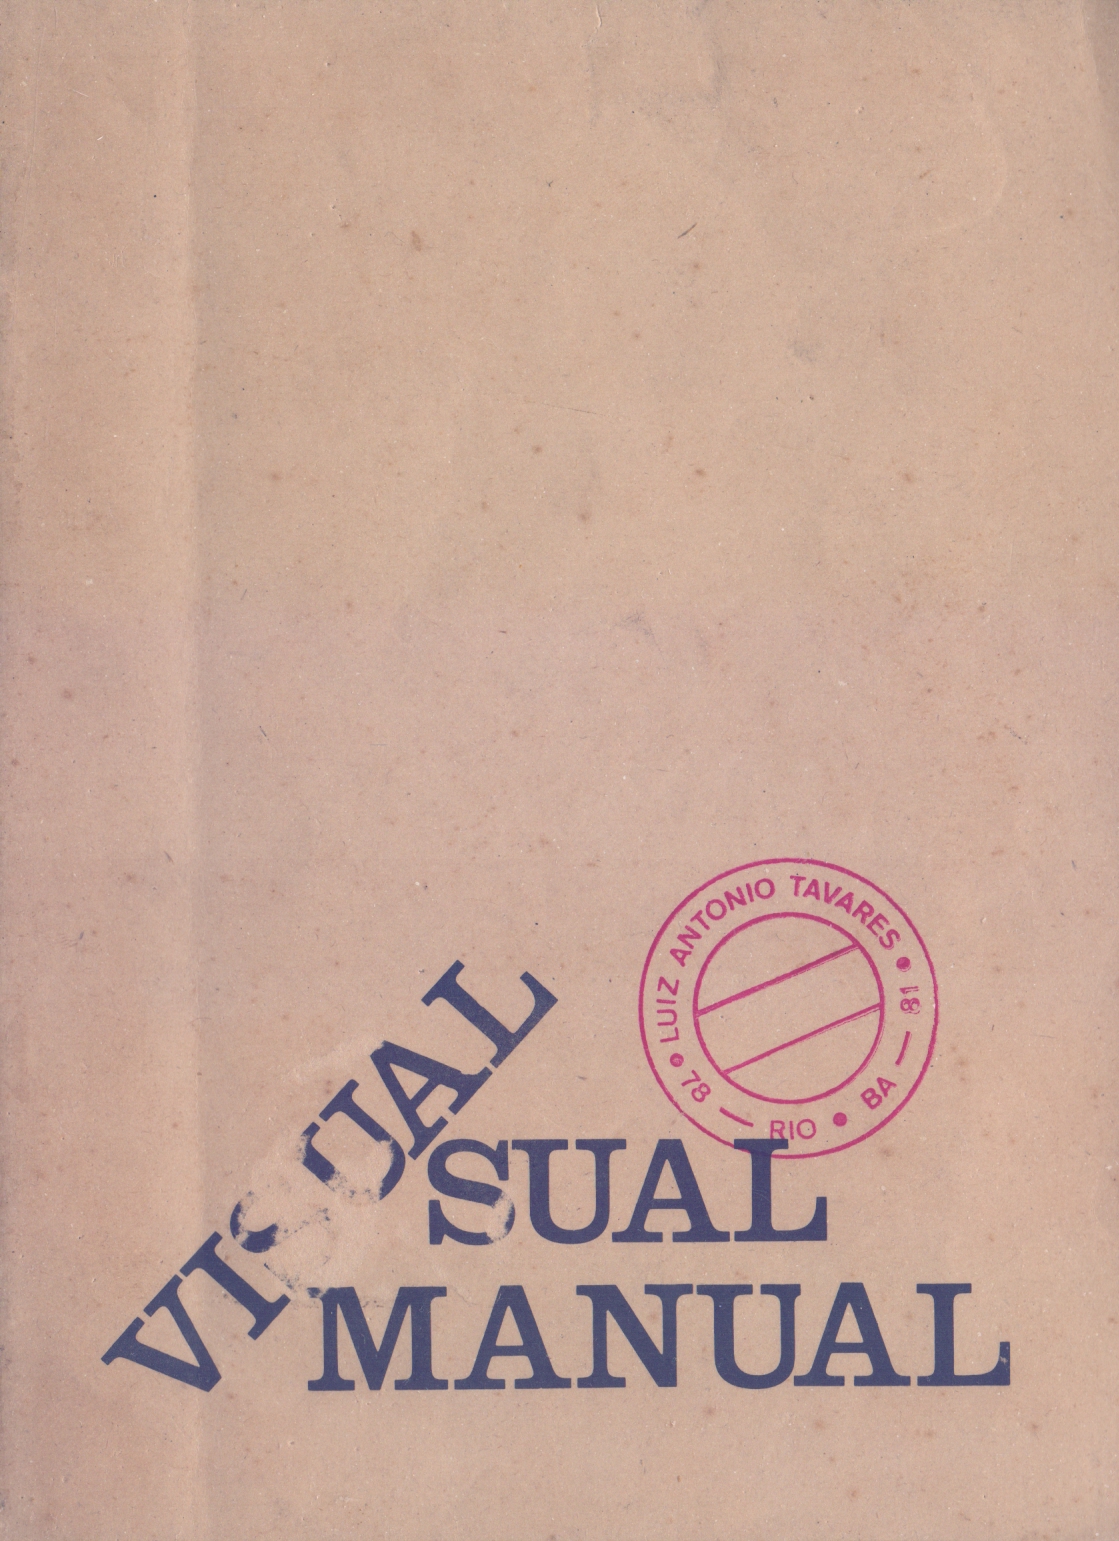 LUIZ ANTONIO TAVARES • 81 — BA • RIO — 78 •
VISUAL
SUAL
MANUAL